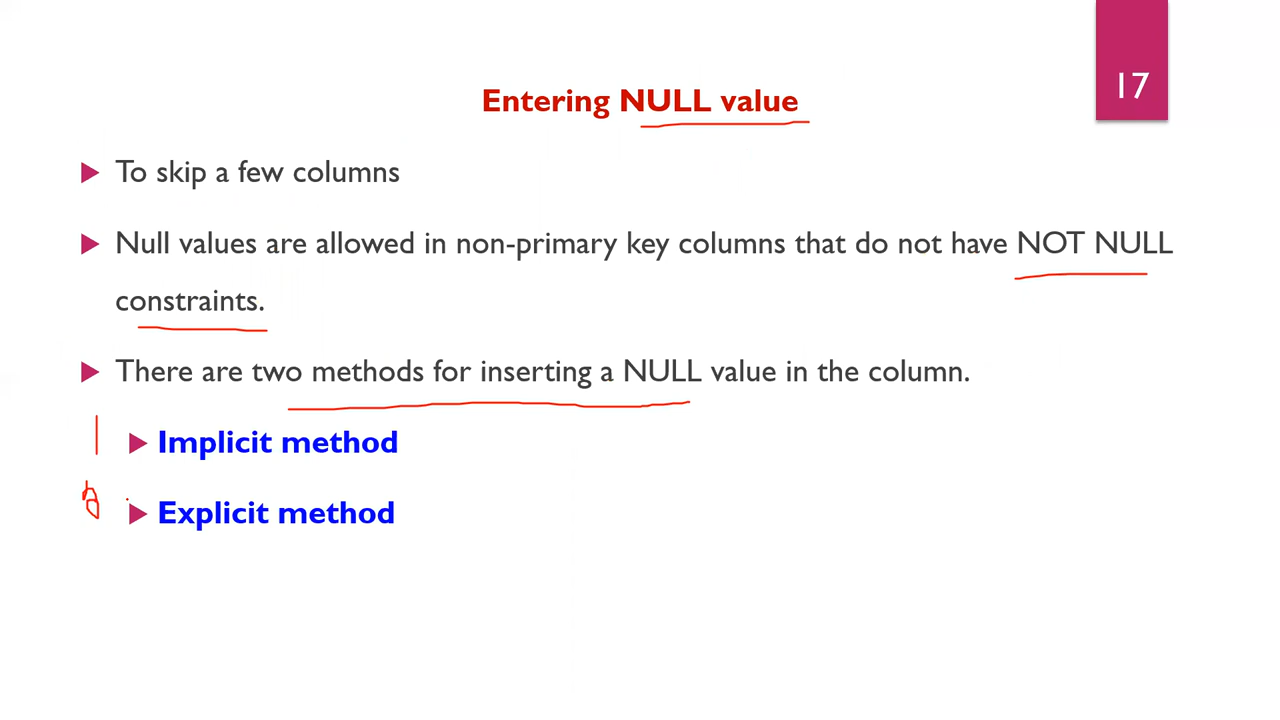 17
Entering NULL value
To skip a few columns
Null values are allowed in non-primary key columns that do not have NOT NULL
constraints.
There are two methods for inserting a NULL value in the column.
Implicit method
Explicit method